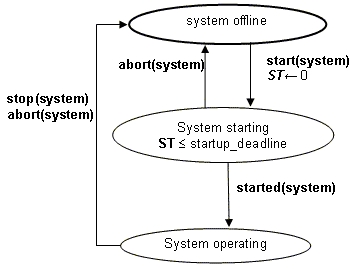 system offline
abort(system)
start(system)
ST←0
stop(system)
abort(system)
System starting
ST ≤ startup_deadline
started(system)
System operating